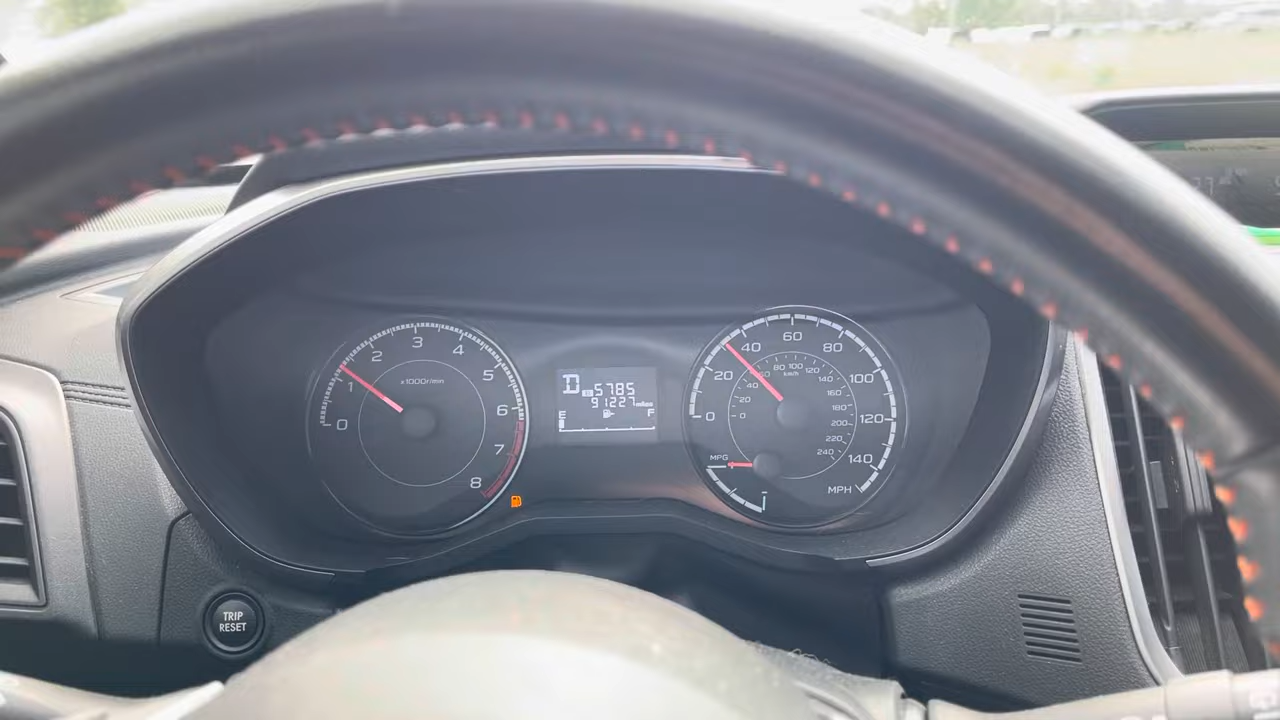 0 1 2 3 4 5 6 7 8
x1000r/min
D
5785
91227 miles
E F
0 20 40 60 80 100 120 140
MPH
0 20 40 60 80 100 120 140 160 180 200 220 240
km/h
MPG
TRIP
RESET